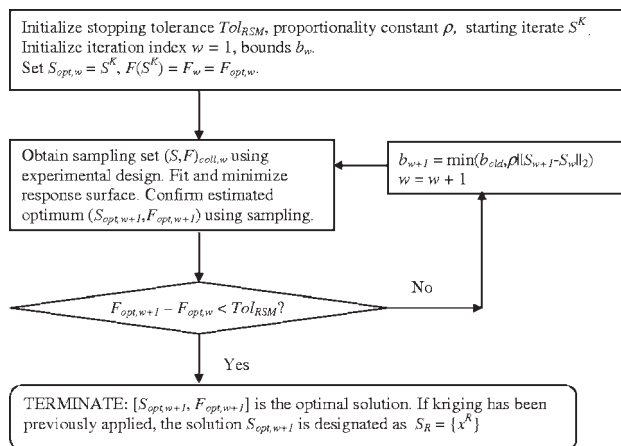 Initialize stopping tolerance Tol_RSM, proportionality constant ρ, starting iterate S^K.
Initialize iteration index w = 1, bounds b_w.
Set S_opt,w = S^K, F(S^K) = F_w = F_opt,w.
Obtain sampling set (S,F)_coll,w using
experimental design. Fit and minimize
response surface. Confirm estimated
optimum (S_opt,w+1,F_opt,w+1) using sampling.
b_w+1 = min(b_old,ρ||S_w+1-S_w||_2)
w = w + 1
F_opt,w+1 – F_opt,w < Tol_RSM?
No
Yes
TERMINATE: [S_opt,w+1, F_opt,w+1] is the optimal solution. If kriging has been
previously applied, the solution S_opt,w+1 is designated as S_R = {x^R}